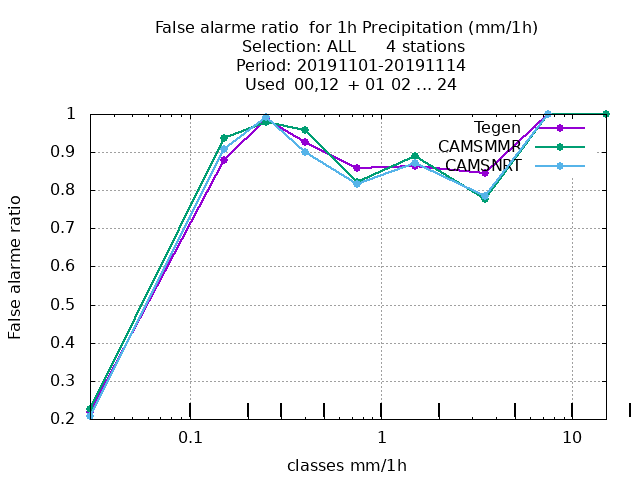 False alarme ratio  for 1h Precipitation (mm/1h)
Selection: ALL      4 stations
Period: 20191101-20191114
Used  00,12  + 01 02 ... 24
1
0.9
0.8
0.7
0.6
0.5
0.4
0.3
0.2
False alarme ratio
Tegen
CAMSMMR
CAMSNRT
0.1
1
10
classes mm/1h